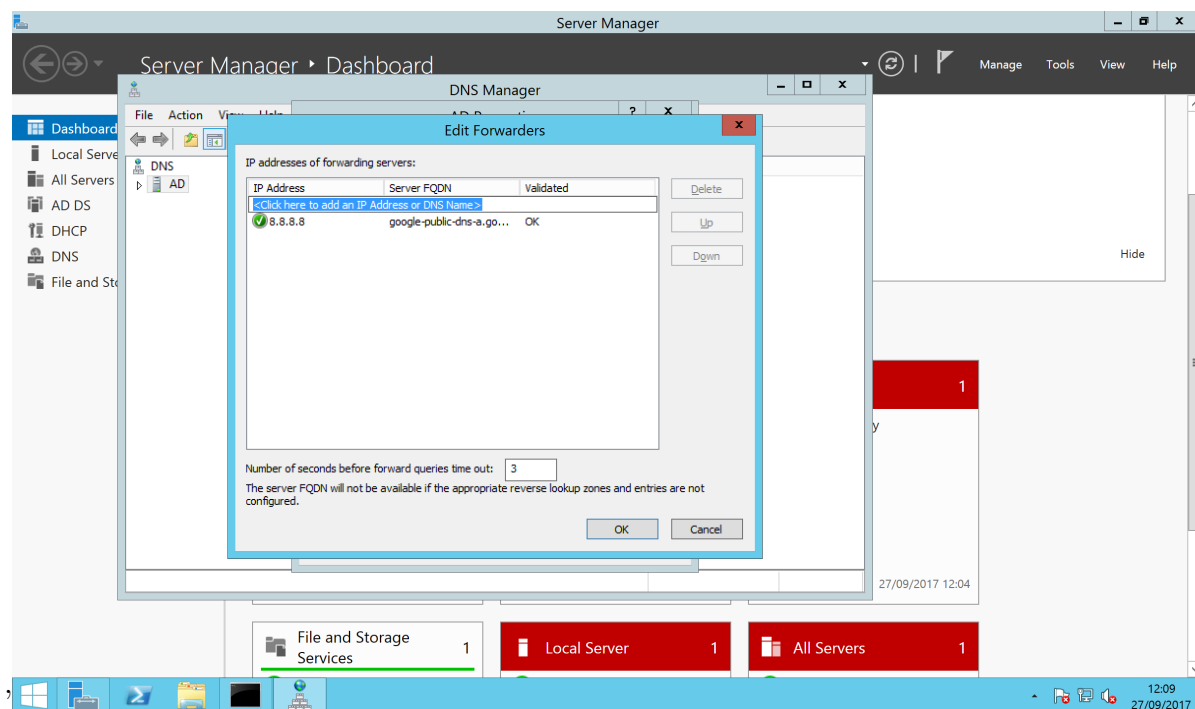 Server Manager
Server Manager • Dashboard
Manage Tools View Help
DNS Manager
File Action View Help
Edit Forwarders
Dashboard
Local Serve
All Servers
AD DS
DHCP
DNS
File and Sto
DNS
AD
IP addresses of forwarding servers:
IP Address Server FQDN Validated
<Click here to add an IP Address or DNS Name>
8.8.8.8 google-public-dns-a.go... OK
Delete
Up
Down
Number of seconds before forward queries time out: 3
The server FQDN will not be available if the appropriate reverse lookup zones and entries are not
configured.
OK Cancel
Hide
1
y
27/09/2017 12:04
File and Storage
Services 1
Local Server 1
All Servers 1
12:09
27/09/2017